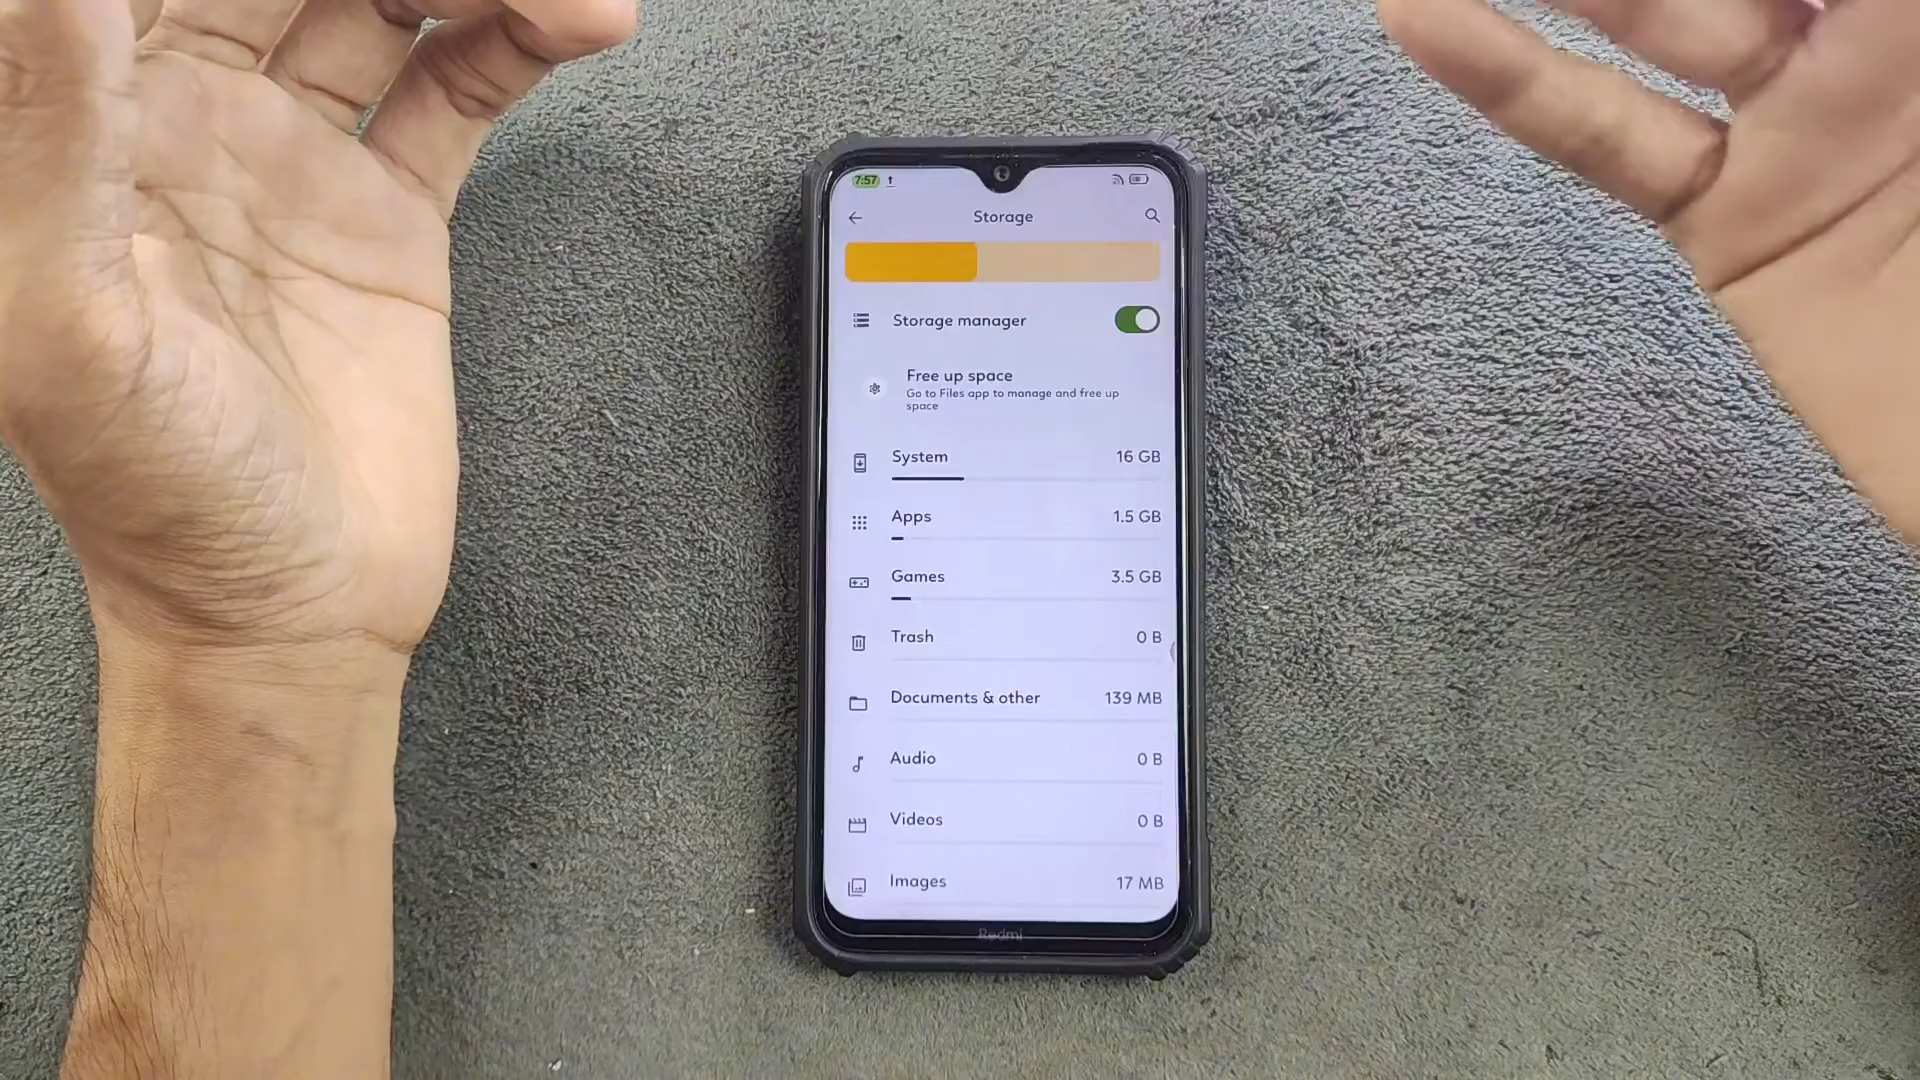 7:57
Storage
Storage manager
Free up space
Go to Files app to manage and free up
space
System 16 GB
Apps 1.5 GB
Games 3.5 GB
Trash 0 B
Documents & other 139 MB
Audio 0 B
Videos 0 B
Images 17 MB
Redmi